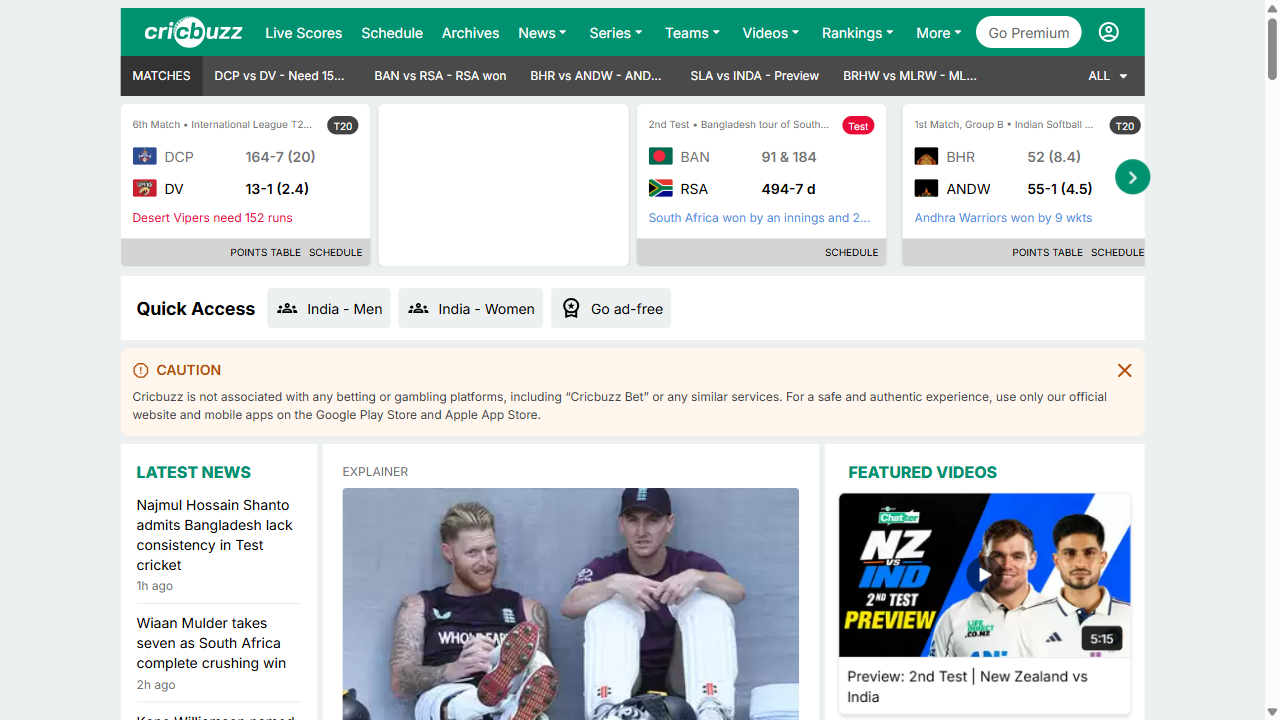 cricbuzz
Live Scores
Schedule
Archives
News
Series
Teams
Videos
Rankings
More
Go Premium
MATCHES
DCP vs DV - Need 15...
BAN vs RSA - RSA won
BHR vs ANDW - AND...
SLA vs INDA - Preview
BRHW vs MLRW - ML...
ALL
6th Match • International League T2...
T20
DCP 164-7 (20)
DV 13-1 (2.4)
Desert Vipers need 152 runs
POINTS TABLE SCHEDULE
2nd Test • Bangladesh tour of South...
Test
BAN 91 & 184
RSA 494-7 d
South Africa won by an innings and 2...
SCHEDULE
1st Match, Group B • Indian Softball ...
T20
BHR 52 (8.4)
ANDW 55-1 (4.5)
Andhra Warriors won by 9 wkts
POINTS TABLE SCHEDULE
Quick Access
India - Men
India - Women
Go ad-free
CAUTION
Cricbuzz is not associated with any betting or gambling platforms, including “Cricbuzz Bet” or any similar services. For a safe and authentic experience, use only our official
website and mobile apps on the Google Play Store and Apple App Store.
LATEST NEWS
Najmul Hossain Shanto
admits Bangladesh lack
consistency in Test
cricket
1h ago
Wiaan Mulder takes
seven as South Africa
complete crushing win
2h ago
Kane Williamson named
EXPLAINER
FEATURED VIDEOS
Chatter
NZ
VS
IND
2ND TEST
PREVIEW
LIFE
DIRECT
.CO.NZ
5:15
Preview: 2nd Test | New Zealand vs
India